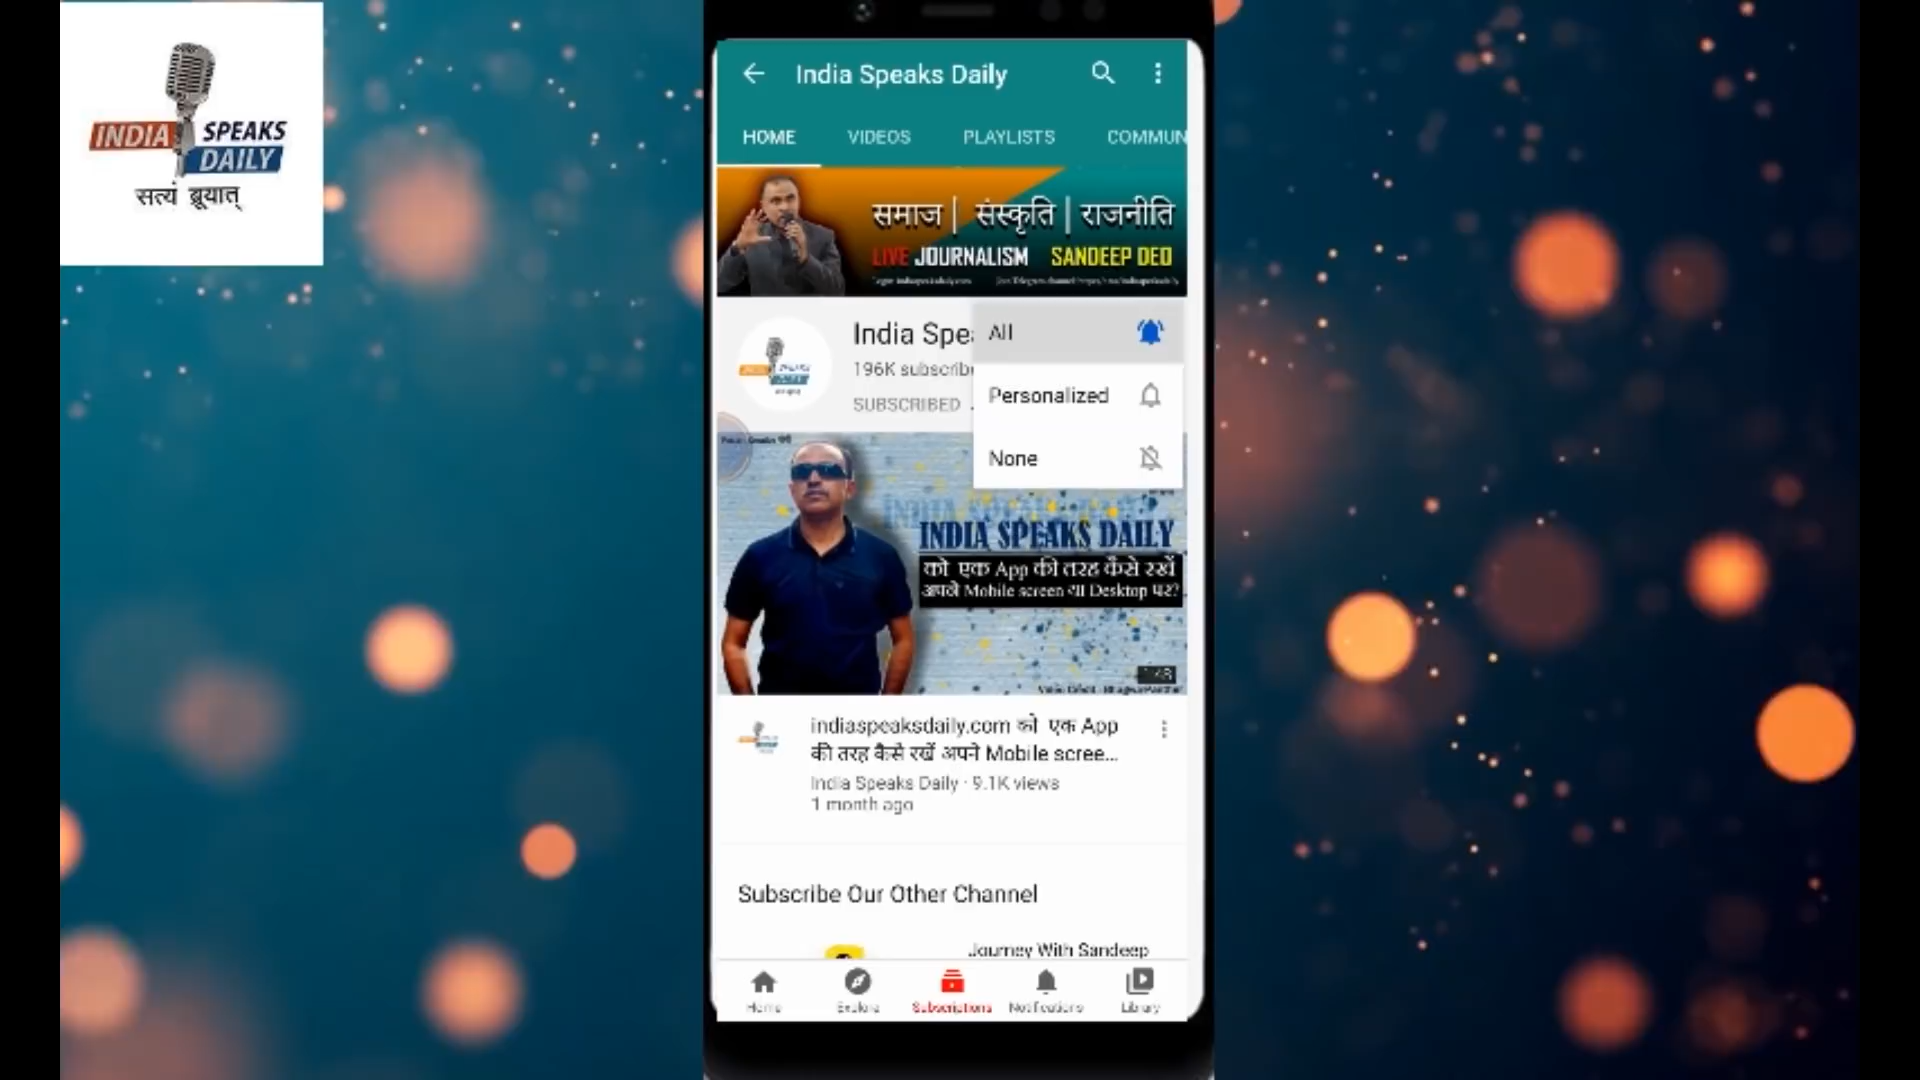 INDIA SPEAKS
DAILY
सत्यं ब्रूयात्
India Speaks Daily
HOME VIDEOS PLAYLISTS COMMUN
समाज | संस्कृति | राजनीति
LIVE JOURNALISM SANDEEP DEO
India Spe
All
196K subscrib
Personalized
SUBSCRIBED
None
INDIA SPEAKS DAILY
को एक App की तरह कैसे रखें
अपने Mobile screen या Desktop पर?
1:48
indiaspeaksdaily.com को एक App
की तरह कैसे रखें अपने Mobile scree...
India Speaks Daily · 9.1K views
1 month ago
Subscribe Our Other Channel
Journey With Sandeep
Home Explore Subscriptions Notifications Library